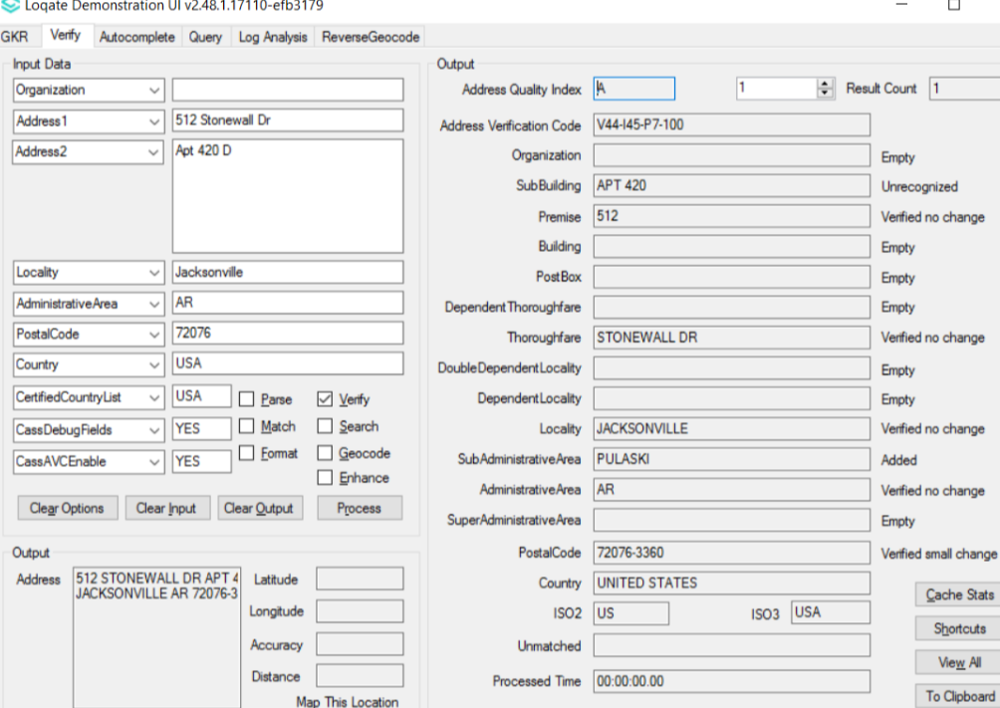 Loqate Demonstration UI v2.48.1.17110-efb3179
GKR Verify Autocomplete Query Log Analysis ReverseGeocode
Input Data
Organization
Address1 512 Stonewall Dr
Address2 Apt 420 D
Locality Jacksonville
AdministrativeArea AR
PostalCode 72076
Country USA
CertifiedCountryList USA Parse Verify
CassDebugFields YES Match Search
CassAVCEnable YES Format Geocode
Enhance
Clear Options Clear Input Clear Output Process
Output
Address 512 STONEWALL DR APT 4
JACKSONVILLE AR 72076-3
Latitude
Longitude
Accuracy
Distance
Map This Location
Output
Address Quality Index A 1 Result Count 1
Address Verification Code V44-I45-P7-100
Organization Empty
SubBuilding APT 420 Unrecognized
Premise 512 Verified no change
Building Empty
PostBox Empty
DependentThoroughfare Empty
Thoroughfare STONEWALL DR Verified no change
DoubleDependentLocality Empty
DependentLocality Empty
Locality JACKSONVILLE Verified no change
SubAdministrativeArea PULASKI Added
AdministrativeArea AR Verified no change
SuperAdministrativeArea Empty
PostalCode 72076-3360 Verified small change
Country UNITED STATES
ISO2 US ISO3 USA
Unmatched
Processed Time 00:00:00.00
Cache Stats
Shortcuts
View All
To Clipboard